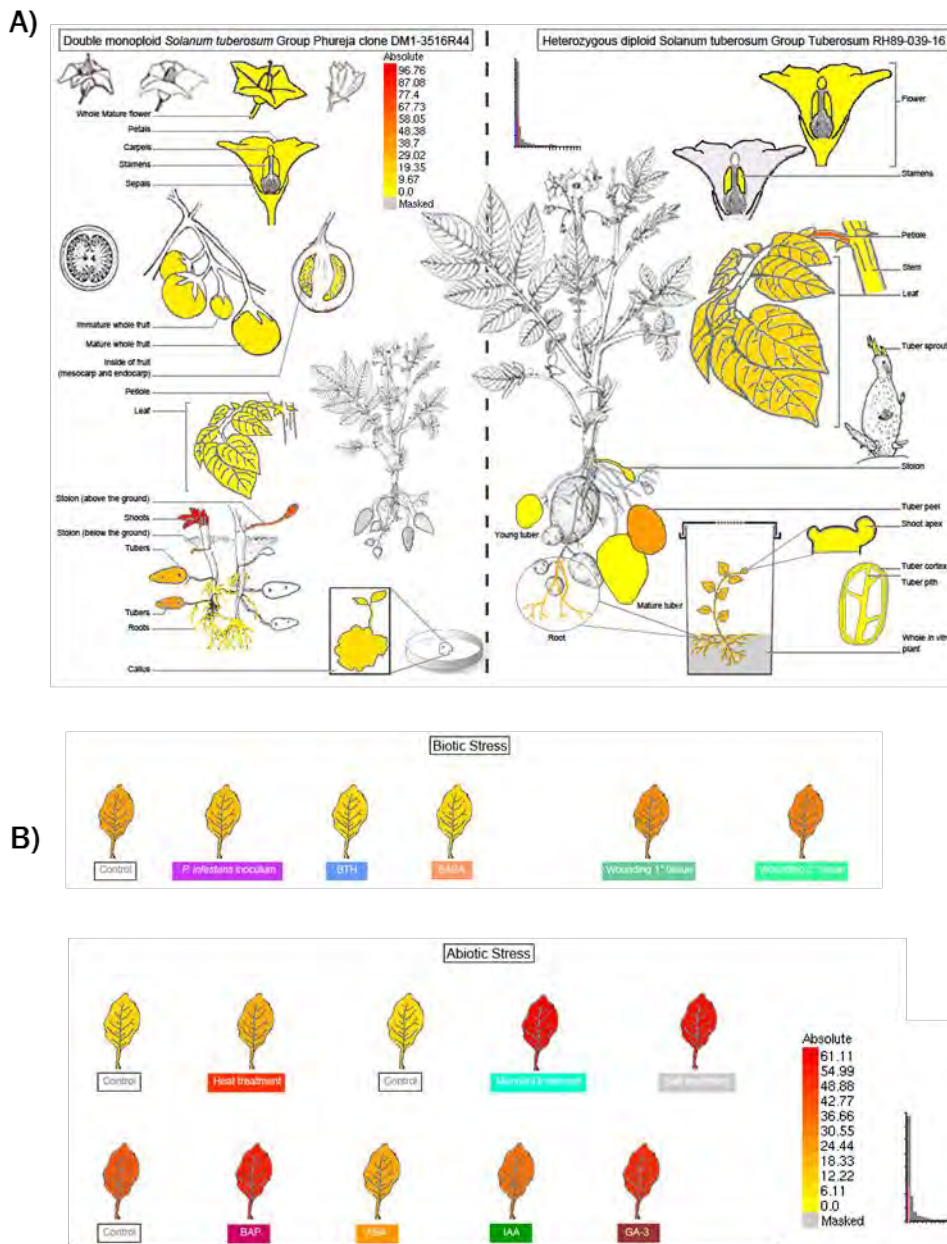 A)
Double monoploid Solanum tuberosum Group Phureja clone DM1-3516R44
Heterozygous diploid Solanum tuberosum Group Tuberosum RH89-039-16
Absolute
96.76
87.08
77.4
67.73
58.05
48.38
38.7
29.02
19.35
9.67
0.0
Masked
Whole Mature flower
Petals
Carpels
Stamens
Sepals
Immature whole fruit
Mature whole fruit
Inside of fruit
(mesocarp and endocarp)
Petiole
Leaf
Stolon (above the ground)
Shoots
Stolon (below the ground)
Tubers
Tubers
Roots
Callus
Flower
Stamens
Petiole
Stem
Leaf
Tuber sprout
Stolon
Tuber peel
Shoot apex
Young tuber
Mature tuber
Tuber cortex
Tuber pith
Root
Whole in vitro
plant
B)
Biotic Stress
Control
P. infestans inoculum
BTH
BABA
Wounding 1° tissue
Wounding tissue
Abiotic Stress
Control
Heat treatment
Control
Mannitol treatment
Absolute
61.11
54.99
48.88
42.77
36.66
30.55
24.44
18.33
12.22
6.11
0.0
Masked
Control
BAP
ABA
IAA
GA-3